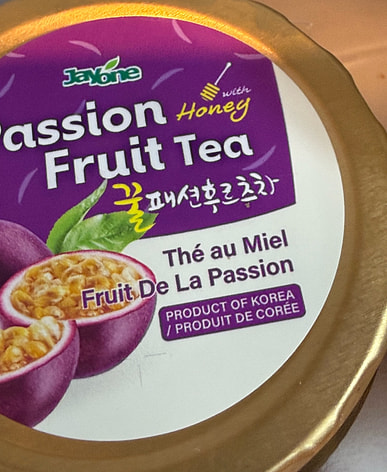 Jayone
Passion
with
Honey
Fruit Tea
꿀패션후르츠차
Thé au Miel
Fruit De La Passion
PRODUCT OF KOREA
/ PRODUIT DE CORÉE